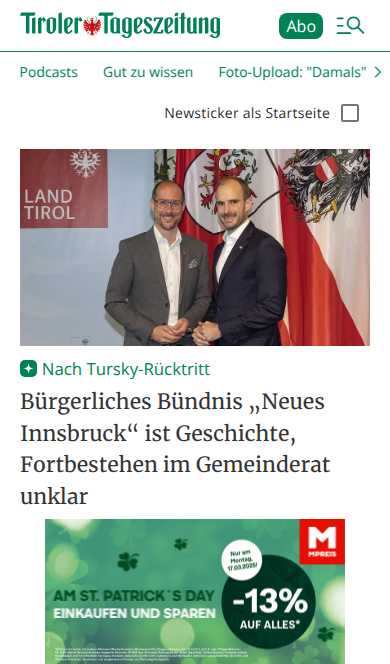 Tiroler Tageszeitung
Abo
Podcasts Gut zu wissen Foto-Upload: "Damals"
Newsticker als Startseite
LAND
TIROL
Nach Tursky-Rücktritt
Bürgerliches Bündnis „Neues
Innsbruck“ ist Geschichte,
Fortbestehen im Gemeinderat
unklar
M
MPREIS
Nur am
Montag,
17.03.2025!
AM ST. PATRICK´S DAY
EINKAUFEN UND SPAREN
-13%
AUF ALLES*